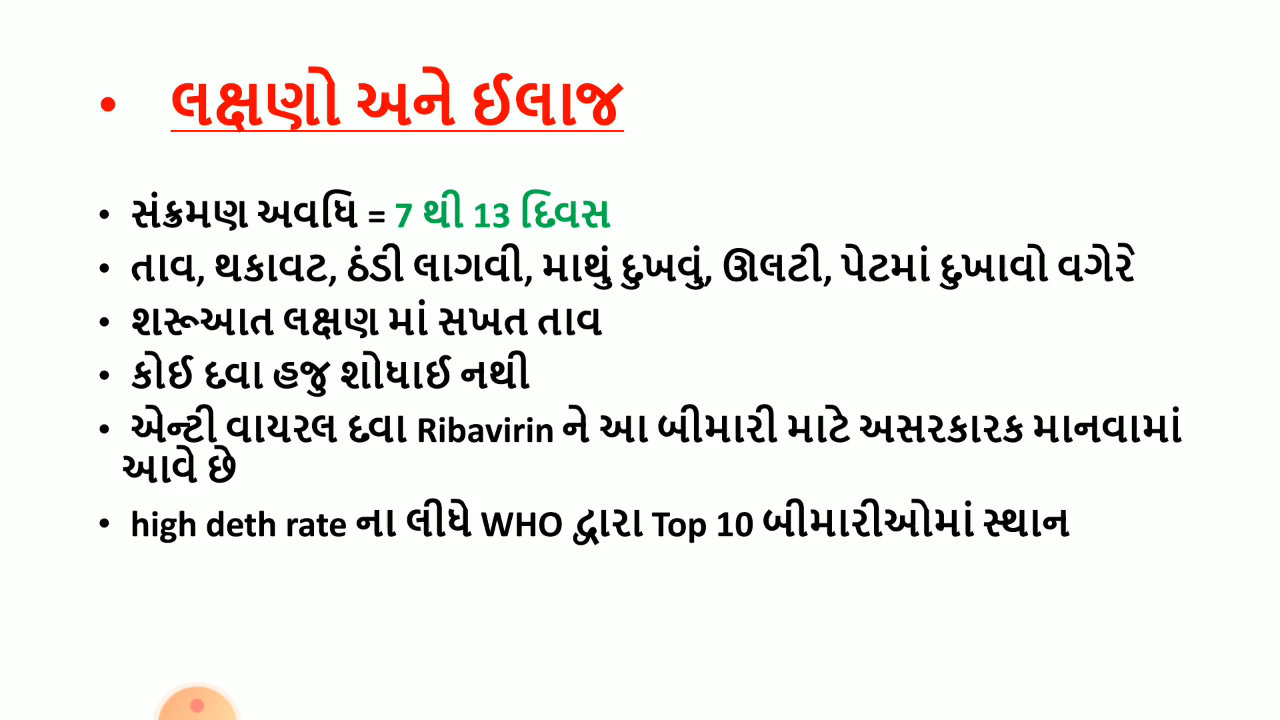 • લક્ષણો અને ઈલાજ
• સંક્રમણ અવધિ = 7 થી 13 દિવસ
• તાવ, થકાવટ, ઠંડી લાગવી, માથું દુખવું, ઊલટી, પેટમાં દુખાવો વગેરે
• શરૂઆત લક્ષણ માં સખત તાવ
• કોઈ દવા હજુ શોધાઈ નથી
• એન્ટી વાયરલ દવા Ribavirin ને આ બીમારી માટે અસરકારક માનવામાં
આવે છે
• high deth rate ના લીધે WHO દ્વારા Top 10 બીમારીઓમાં સ્થાન